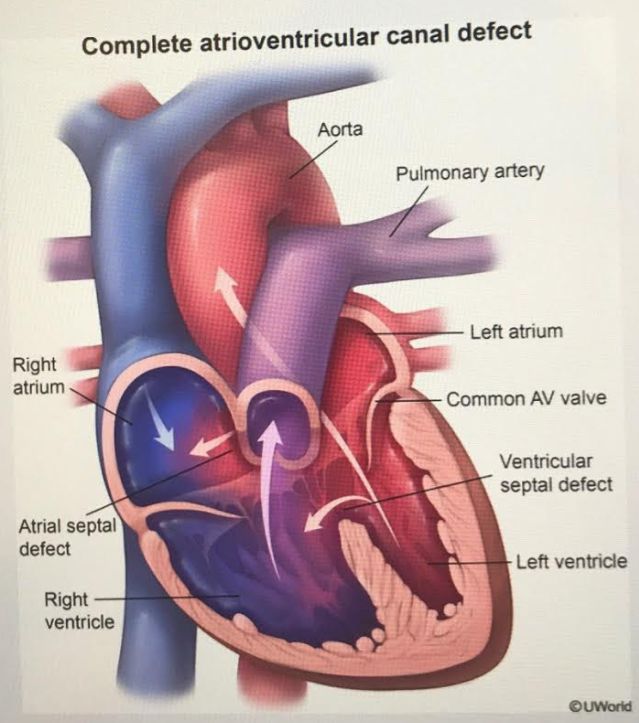 Complete atrioventricular canal defect
Aorta
Pulmonary artery
Left atrium
Right
atrium
Common AV valve
Ventricular
septal defect
Atrial septal
defect
Left ventricle
Right
ventricle
©UWorld